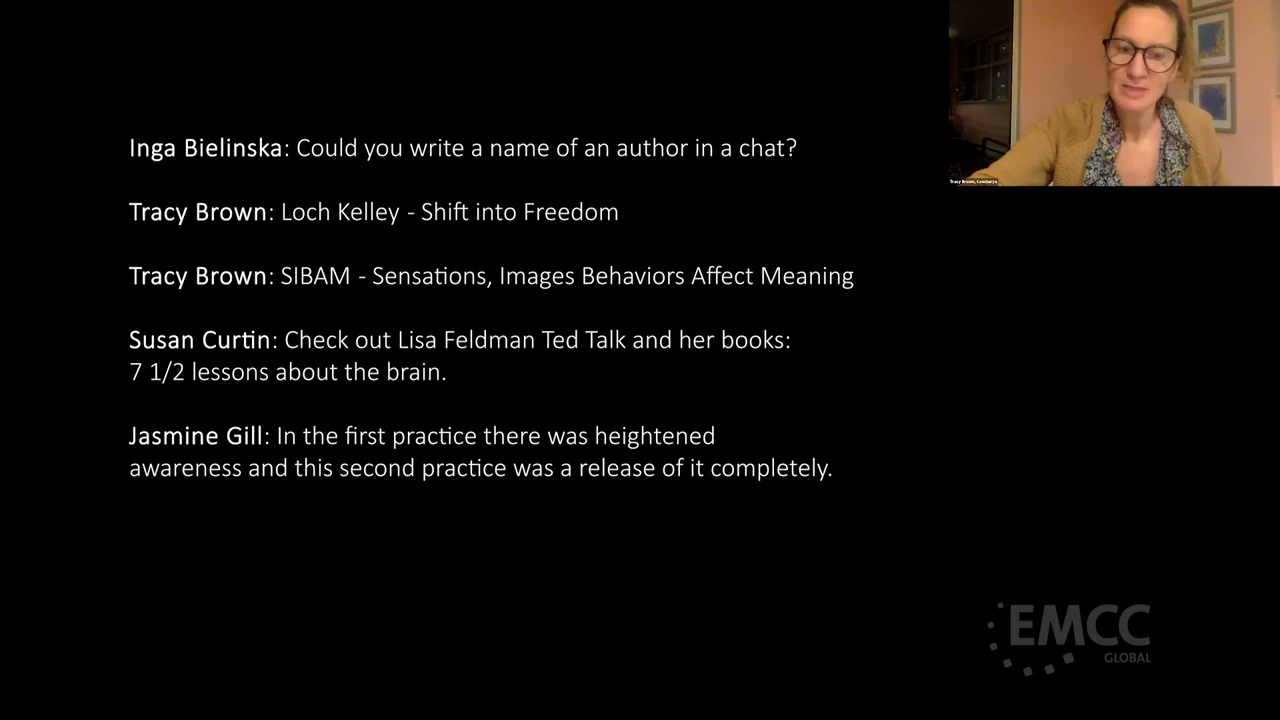 Inga Bielinska: Could you write a name of an author in a chat?
Tracy Brown: Loch Kelley - Shift into Freedom
Tracy Brown: SIBAM - Sensations, Images Behaviors Affect Meaning
Susan Curtin: Check out Lisa Feldman Ted Talk and her books:
7 1/2 lessons about the brain.
Jasmine Gill: In the first practice there was heightened
awareness and this second practice was a release of it completely.
Tracy Brown, Coacharya
EMCC
GLOBAL